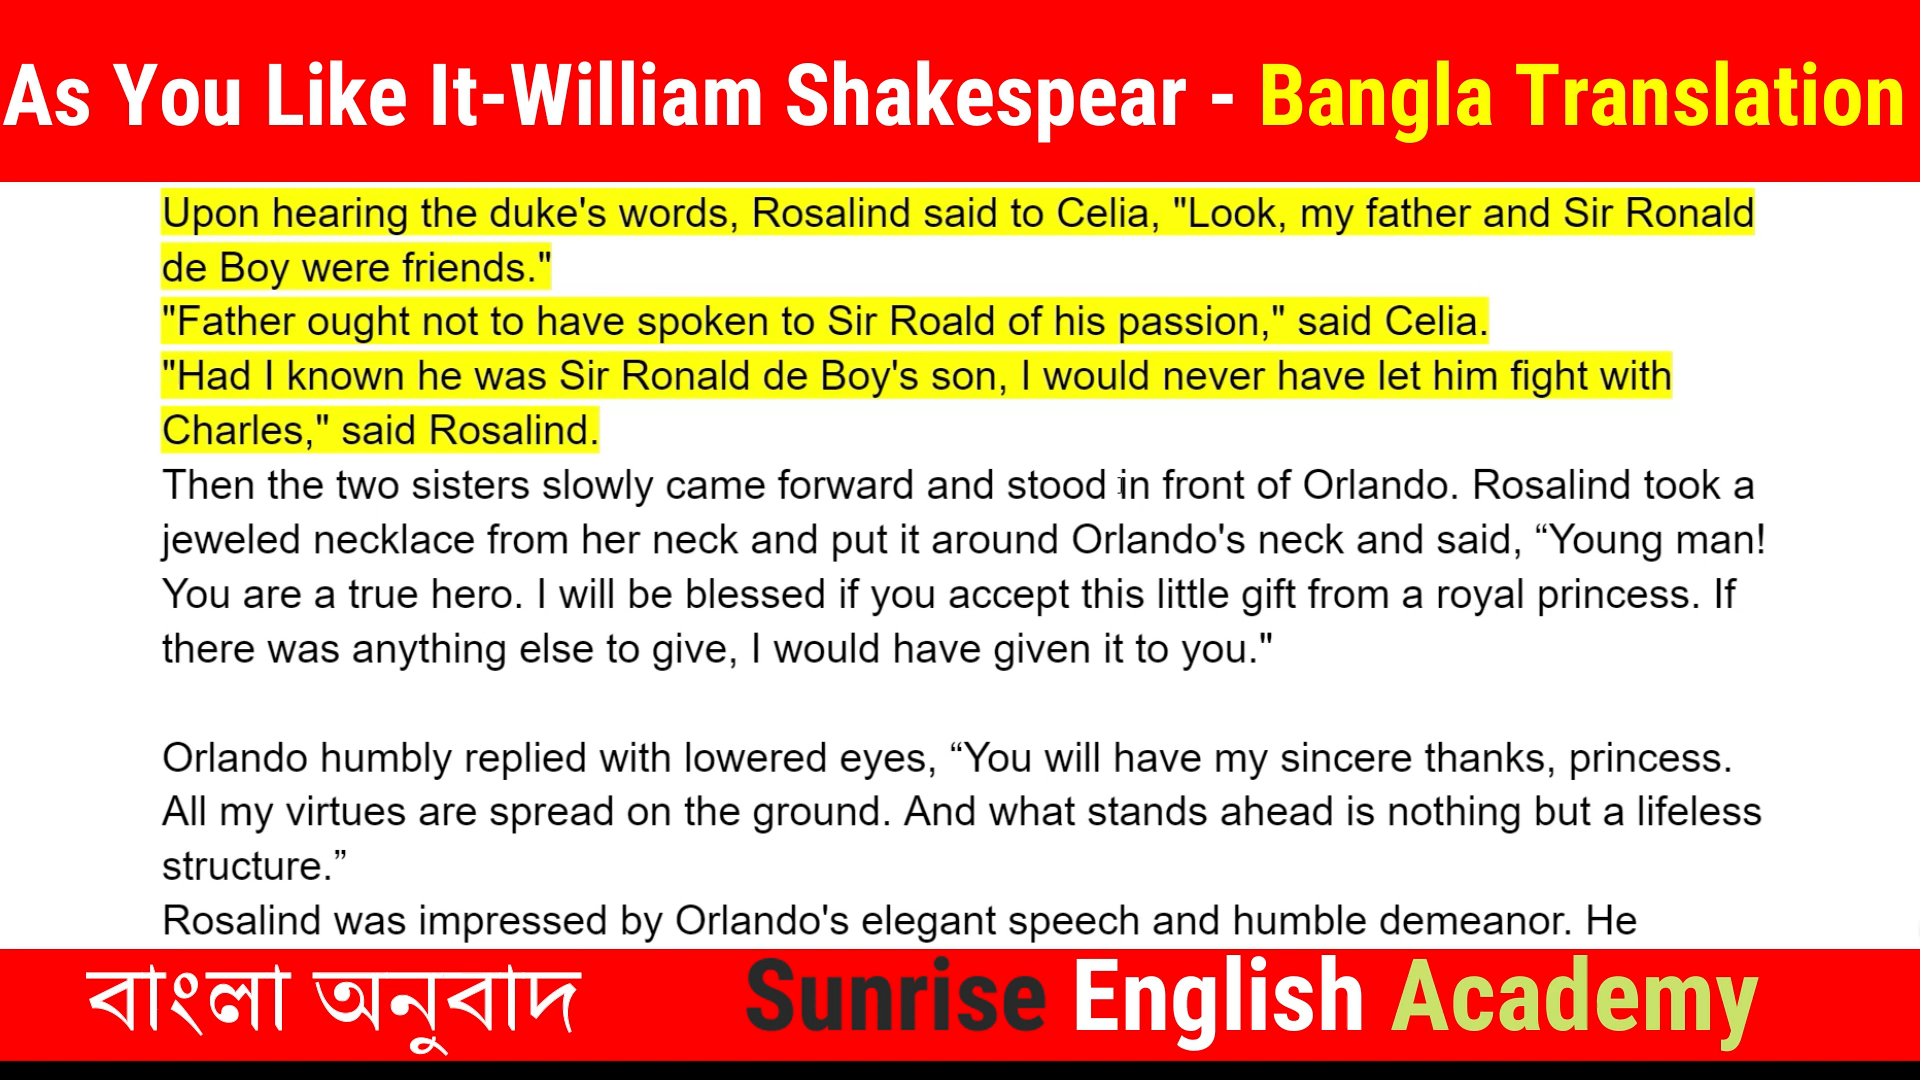 As You Like It-William Shakespear - Bangla Translation
Upon hearing the duke's words, Rosalind said to Celia, "Look, my father and Sir Ronald
de Boy were friends."
"Father ought not to have spoken to Sir Roald of his passion," said Celia.
"Had I known he was Sir Ronald de Boy's son, I would never have let him fight with
Charles," said Rosalind.
Then the two sisters slowly came forward and stood in front of Orlando. Rosalind took a
jeweled necklace from her neck and put it around Orlando's neck and said, “Young man!
You are a true hero. I will be blessed if you accept this little gift from a royal princess. If
there was anything else to give, I would have given it to you."
Orlando humbly replied with lowered eyes, “You will have my sincere thanks, princess.
All my virtues are spread on the ground. And what stands ahead is nothing but a lifeless
structure.”
Rosalind was impressed by Orlando's elegant speech and humble demeanor. He
বাংলা অনুবাদ
Sunrise English Academy